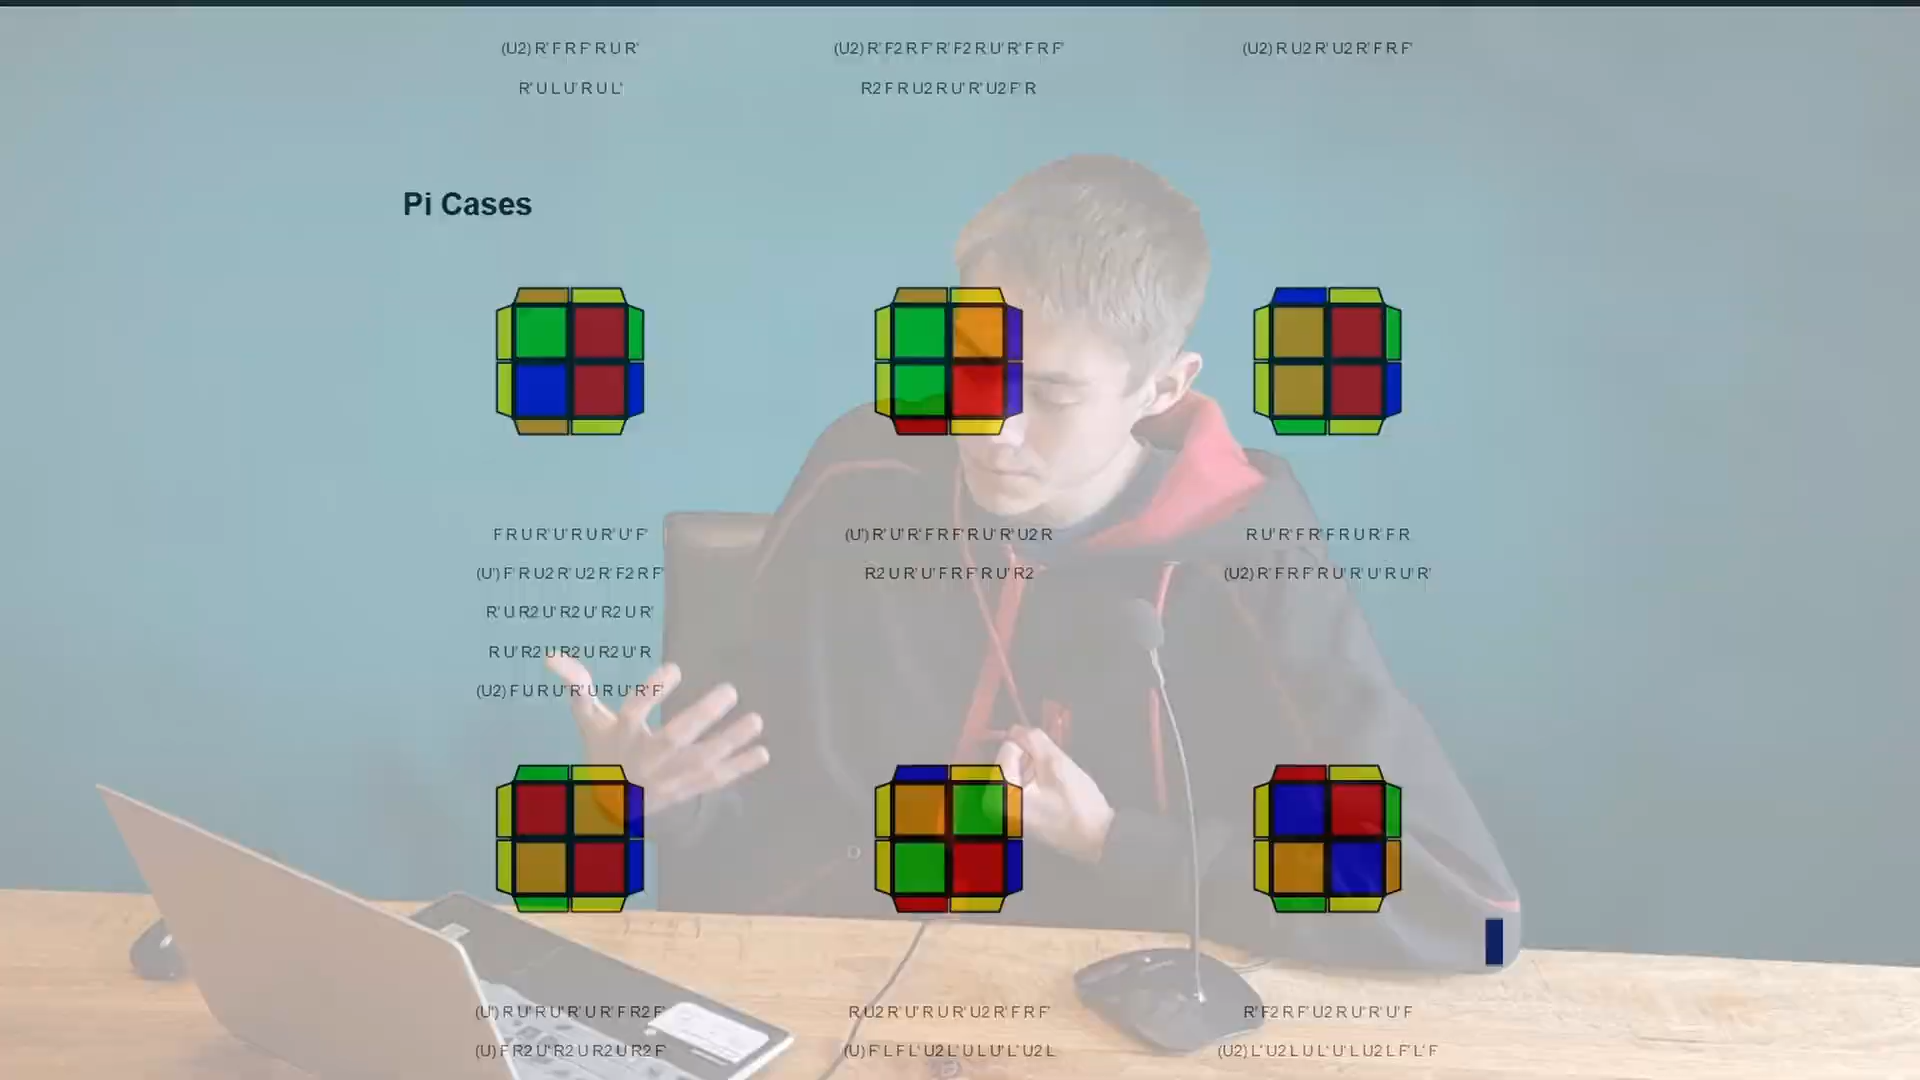 (U2) R' F R F' R U R'
(U2) R' F2 R F' R' F2 R U' R' F R F'
(U2) R U2 R' U2 R' F R F'
R' U L U' R U L'
R2 F R U2 R U' R' U2 F' R
Pi Cases
F R U R' U' R U R' U' F'
(U') R' U' R' F R F' R U' R' U2 R
R U' R' F R' F R U R' F R
(U') F' R U2 R' U2 R' F2 R F'
R2 U R' U' F R F' R U' R2
(U2) R' F R F' R U' R' U' R U' R'
R' U R2 U' R2 U' R2 U R'
R U' R2 U R2 U R2 U' R
(U2) F U R U' R' U R U' R' F'
(U') R U' R U' R' U R' F R2 F'
R U2 R' U' R U R' U2 R' F R F'
R' F2 R F' U2 R U' R' U' F
(U) F R2 U' R2 U R2 U R2 F'
(U) F' L F L' U2 L' U L U' L' U2 L
(U2) L' U2 L U L' U' L U2 L F' L' F